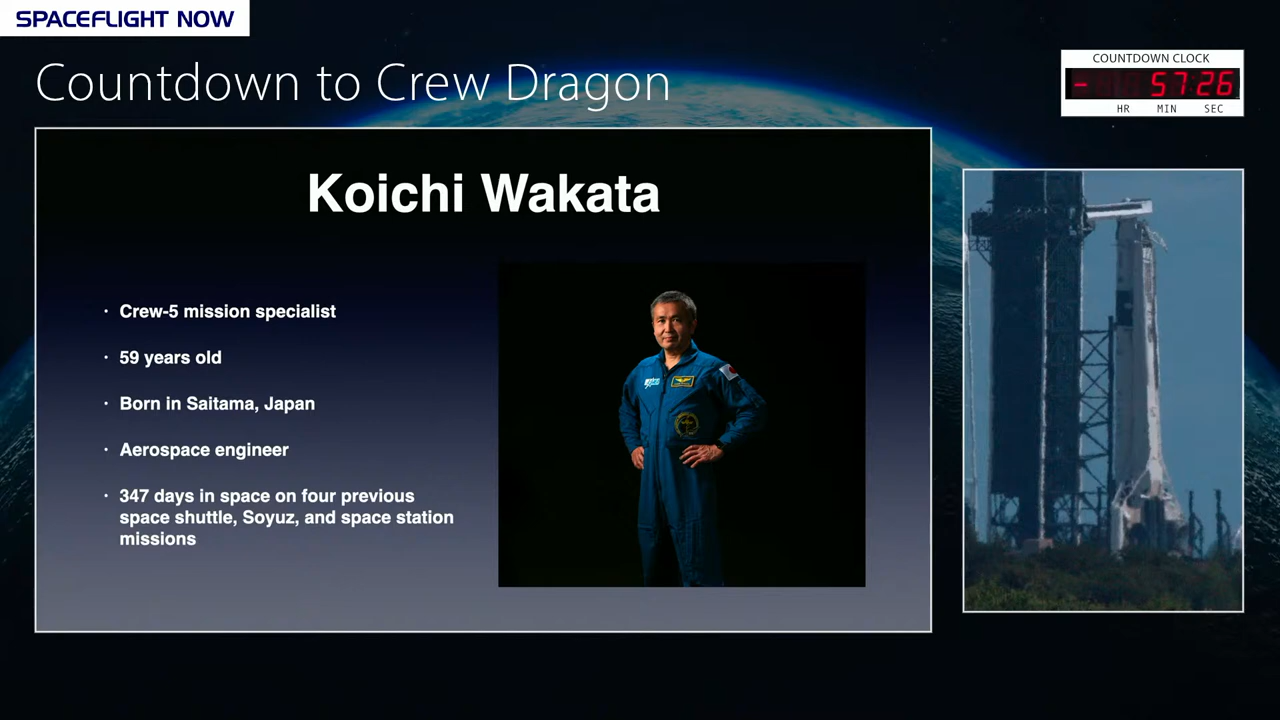 SPACEFLIGHT NOW
Countdown to Crew Dragon
COUNTDOWN CLOCK
- 57 26
HR MIN SEC
Koichi Wakata
· Crew-5 mission specialist
· 59 years old
· Born in Saitama, Japan
· Aerospace engineer
· 347 days in space on four previous
space shuttle, Soyuz, and space station
missions